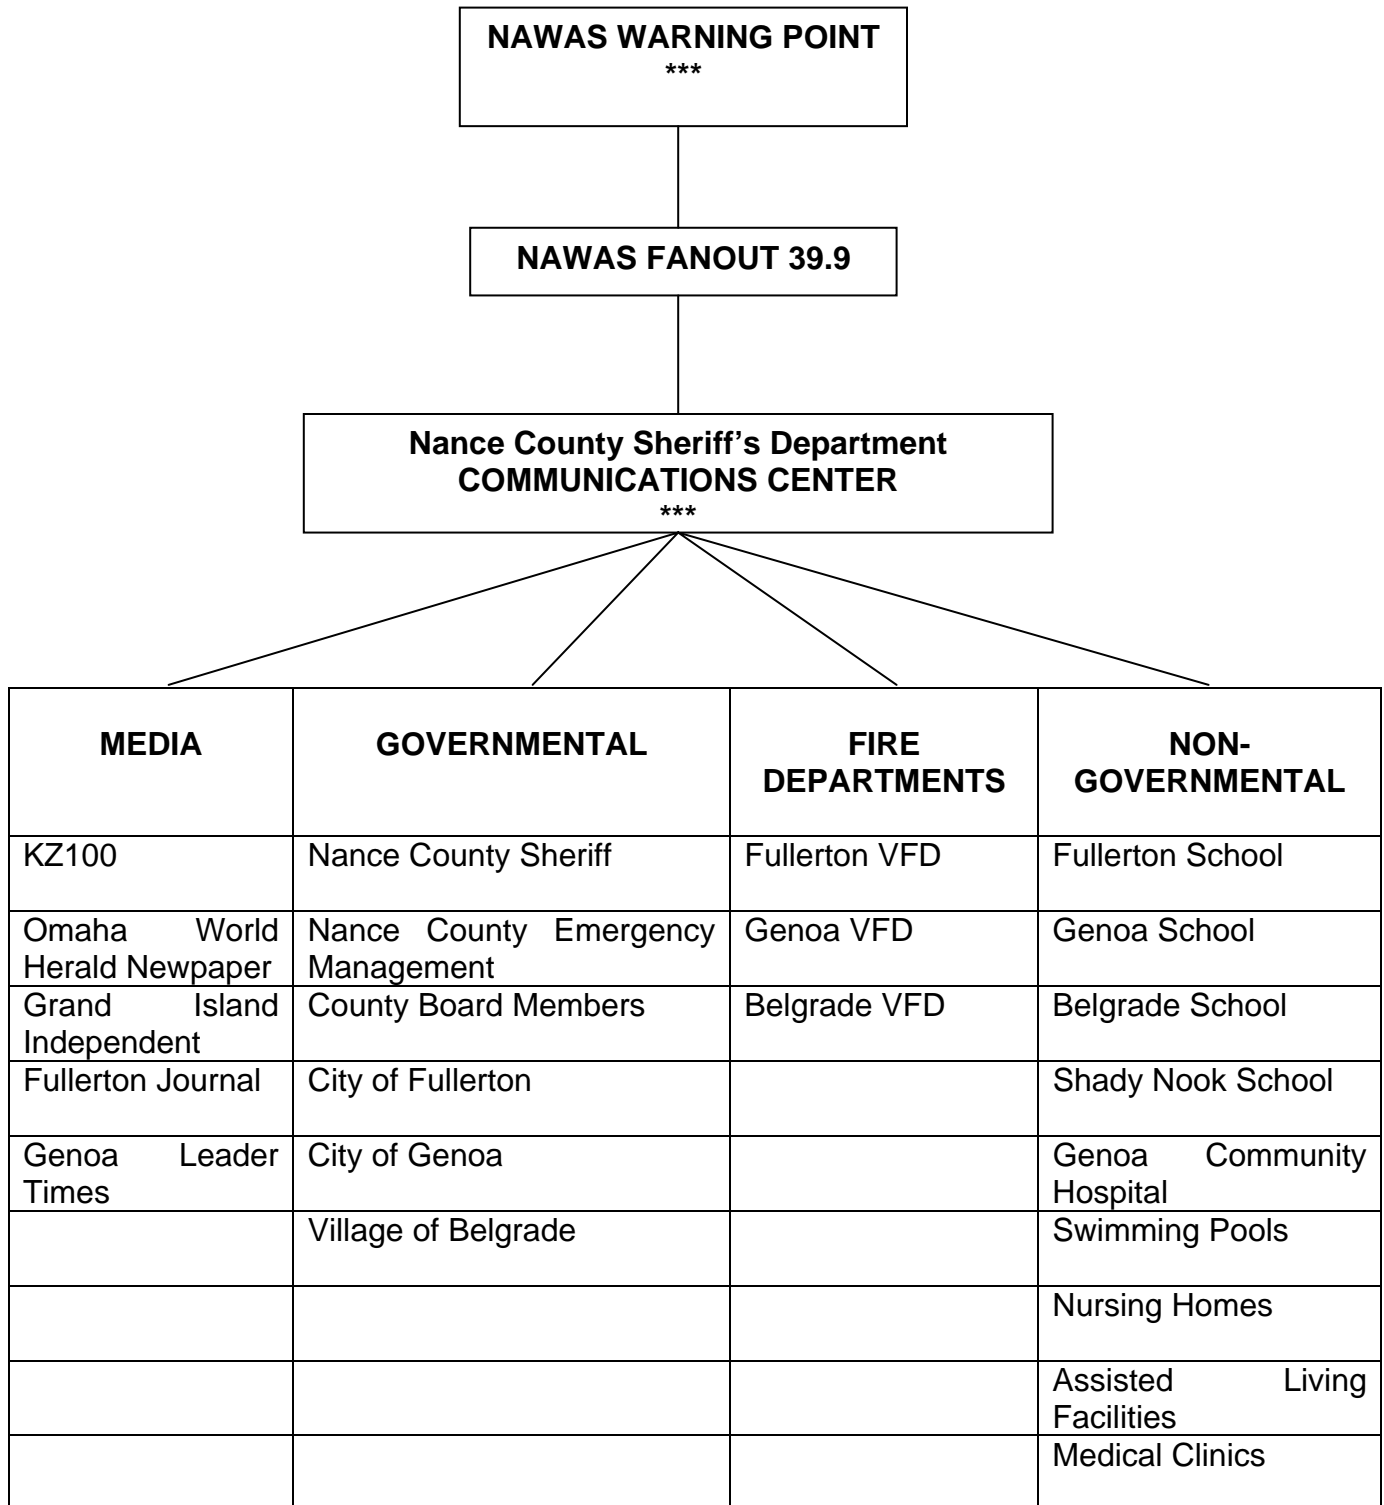 NAWAS WARNING POINT
***
NAWAS FANOUT 39.9
Nance County Sheriff’s Department
COMMUNICATIONS CENTER
***
MEDIA
GOVERNMENTAL
FIRE
DEPARTMENTS
NON-
GOVERNMENTAL
KZ100
Nance County Sheriff
Fullerton VFD
Fullerton School
Omaha World
Herald Newpaper
Nance County Emergency
Management
Genoa VFD
Genoa School
Grand Island
Independent
County Board Members
Belgrade VFD
Belgrade School
Fullerton Journal
City of Fullerton
Shady Nook School
Genoa Leader
Times
City of Genoa
Genoa Community
Hospital
Village of Belgrade
Swimming Pools
Nursing Homes
Assisted Living
Facilities
Medical Clinics